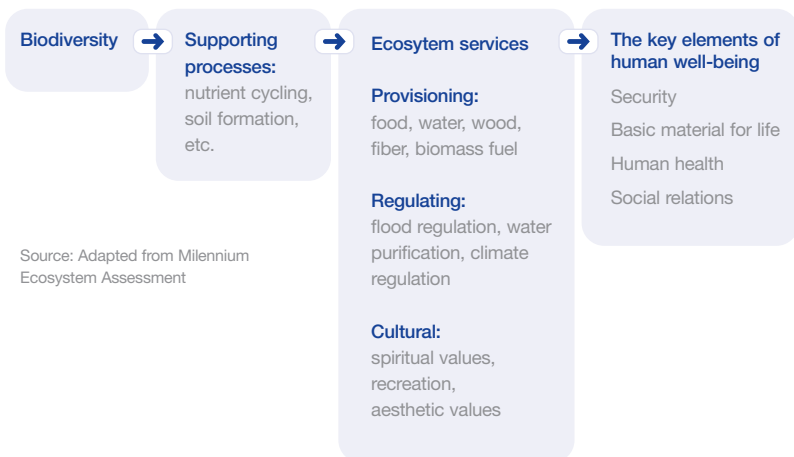 Biodiversity
Supporting
processes:
nutrient cycling,
soil formation,
etc.
Ecosytem services
Provisioning:
food, water, wood,
fiber, biomass fuel
Regulating:
flood regulation, water
purification, climate
regulation
Cultural:
spiritual values,
recreation,
aesthetic values
The key elements of
human well-being
Security
Basic material for life
Human health
Social relations
Source: Adapted from Milennium
Ecosystem Assessment